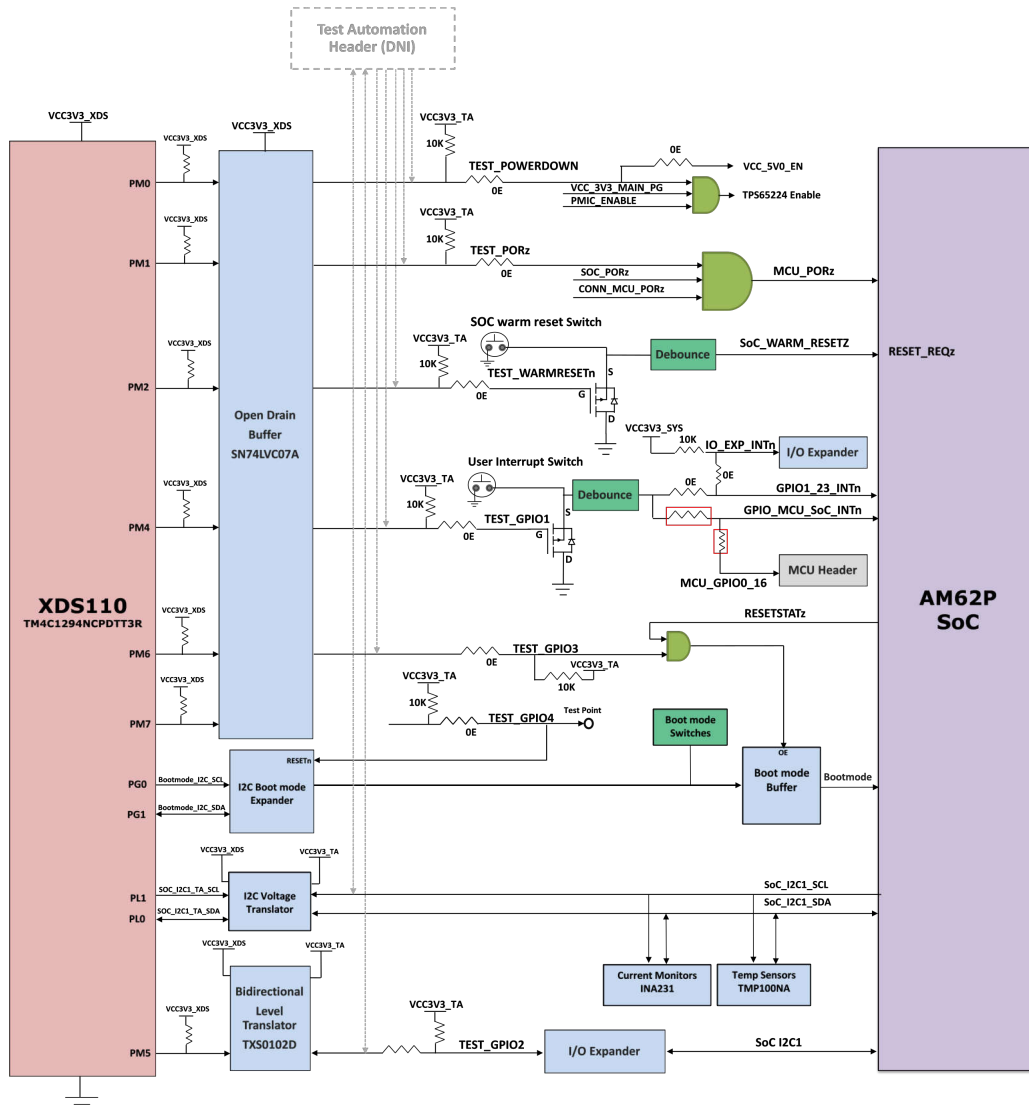 Test Automation
Header (DNI)
VCC3V3_XDS
VCC3V3_XDS
VCC3V3_XDS
VCC3V3_TA
10K
TEST_POWERDOWN
0E
0E
VCC_5V0_EN
VCC_3V3_MAIN_PG
PMIC_ENABLE
TPS65224 Enable
PM0
VCC3V3_XDS
VCC3V3_TA
10K
TEST_PORz
0E
SOC_PORz
CONN_MCU_PORz
MCU_PORz
PM1
SOC warm reset Switch
VCC3V3_XDS
VCC3V3_TA
10K
TEST_WARMRESETn
0E
S
G
D
Debounce
SoC_WARM_RESETZ
RESET_REQz
PM2
Open Drain
Buffer
SN74LVC07A
VCC3V3_SYS
10K
IO_EXP_INTn
I/O Expander
0E
User Interrupt Switch
VCC3V3_XDS
VCC3V3_TA
10K
TEST_GPIO1
0E
S
G
D
Debounce
0E
GPIO1_23_INTn
GPIO_MCU_SoC_INTn
MCU Header
MCU_GPIO0_16
PM4
XDS110
TM4C1294NCPDTT3R
AM62P
SoC
RESETSTATz
VCC3V3_XDS
PM6
TEST_GPIO3
0E
VCC3V3_TA
10K
VCC3V3_XDS
PM7
VCC3V3_TA
10K
TEST_GPIO4
0E
Test Point
Boot mode
Switches
RESETn
I2C Boot mode
Expander
PG0
Bootmode_I2C_SCL
PG1
Bootmode_I2C_SDA
OE
Boot mode
Buffer
Bootmode
VCC3V3_XDS
VCC3V3_TA
PL1
SOC_I2C1_TA_SCL
PL0
SOC_I2C1_TA_SDA
I2C Voltage
Translator
SoC_I2C1_SCL
SoC_I2C1_SDA
Current Monitors
INA231
Temp Sensors
TMP100NA
VCC3V3_XDS
VCC3V3_TA
Bidirectional
Level
Translator
TXS0102D
VCC3V3_XDS
PM5
VCC3V3_TA
TEST_GPIO2
I/O Expander
SoC I2C1